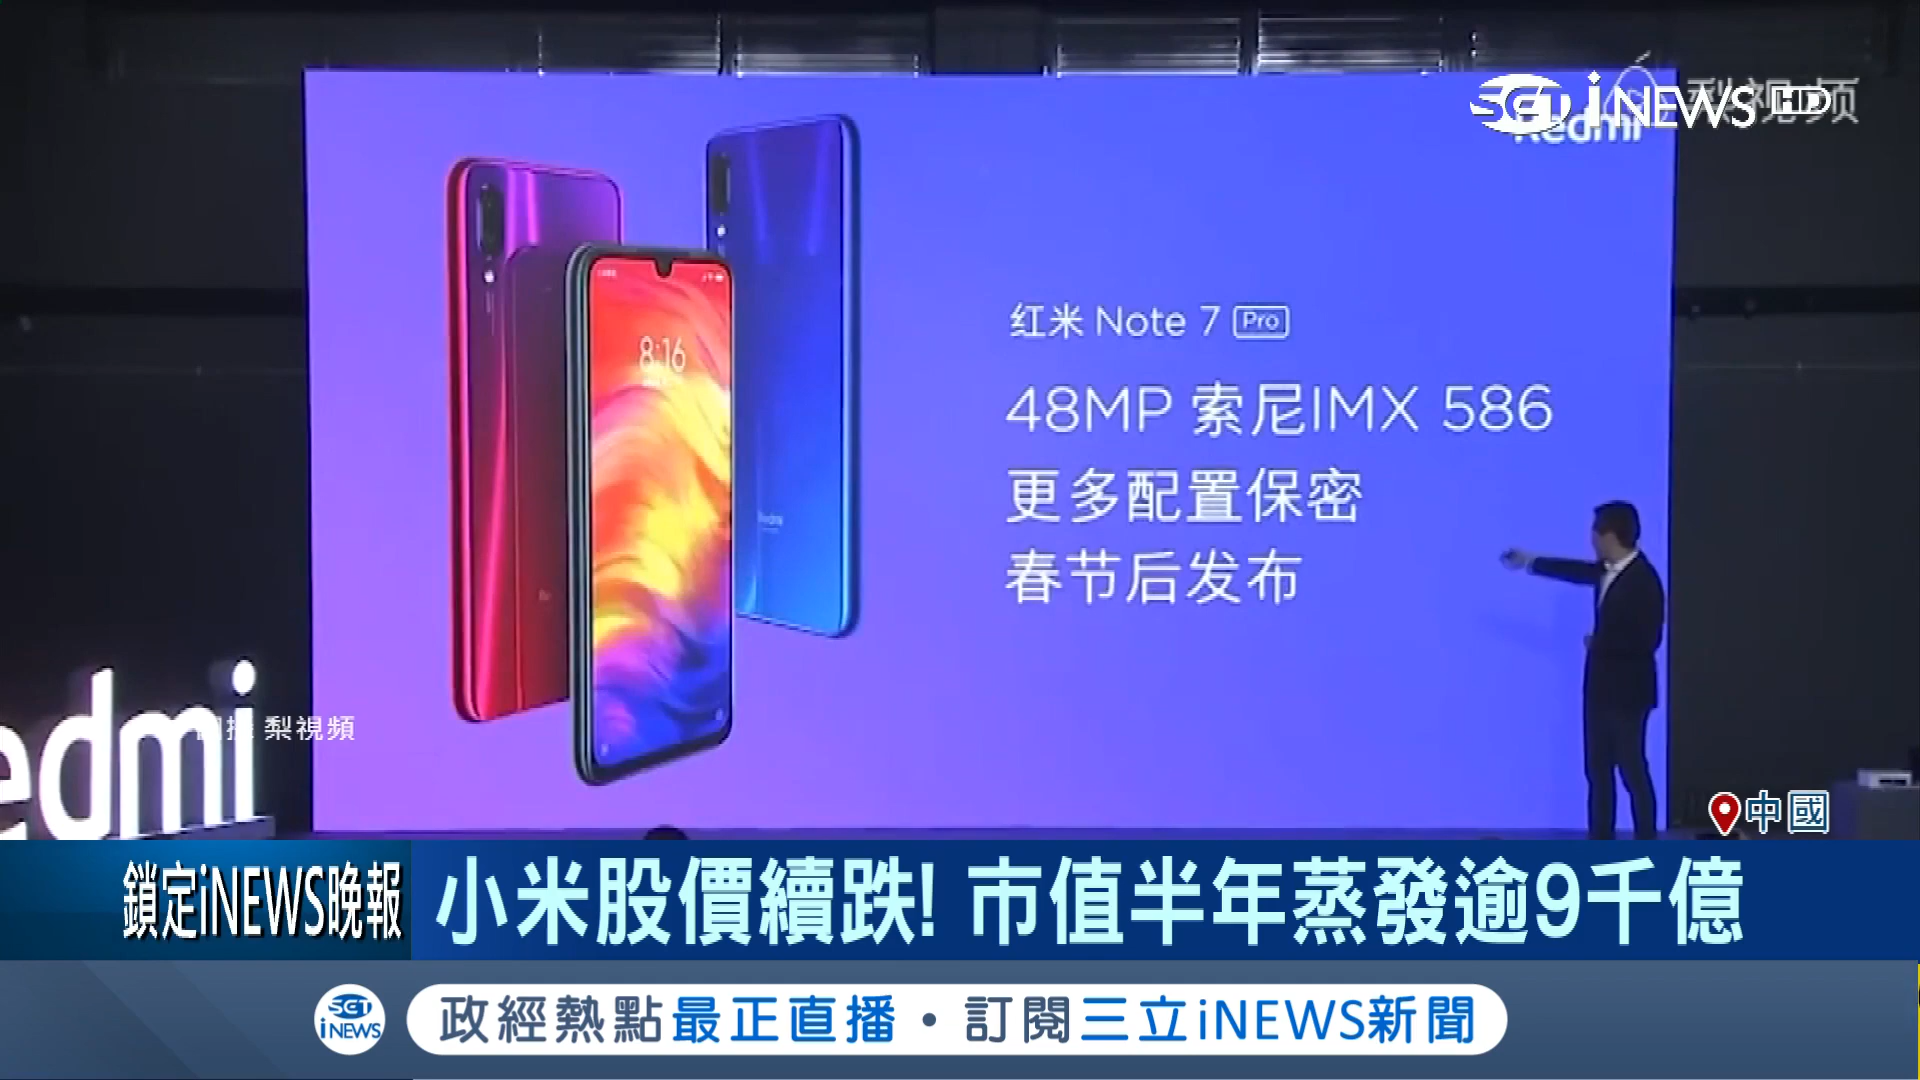 SET iNEWS HD
梨视频
Redmi
8:16
红米 Note 7 Pro
48MP 索尼IMX 586
更多配置保密
春节后发布
edmi
梨視頻
中國
鎖定iNEWS晚報
小米股價續跌! 市值半年蒸發逾9千億
SET iNEWS
政經熱點最正直播・訂閱三立iNEWS新聞